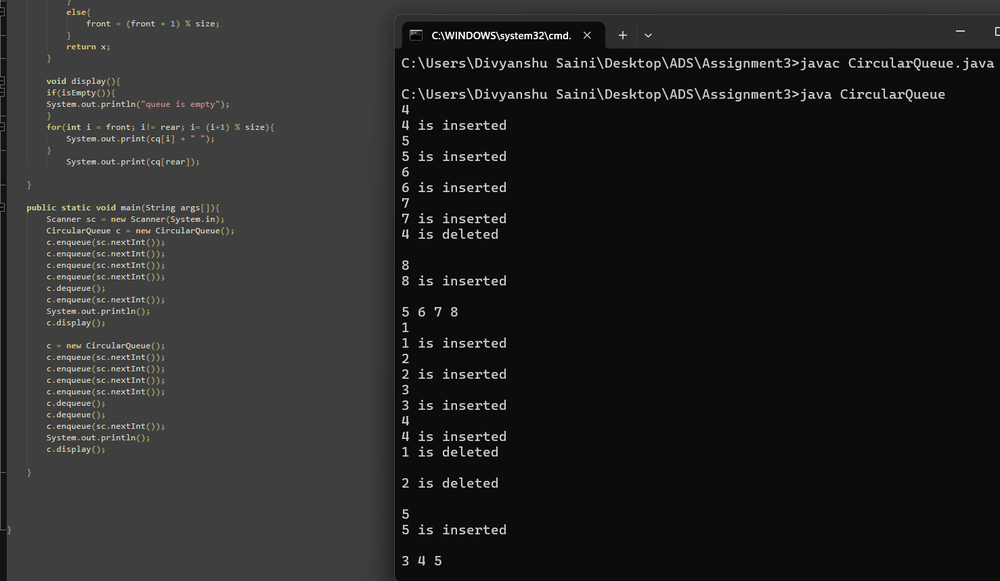 }
else{
front = (front + 1) % size;
}
return x;
}
void display(){
if(isEmpty()){
System.out.println("queue is empty");
}
for(int i = front; i!= rear; i= (i+1) % size){
System.out.print(cq[i] + " ");
}
System.out.print(cq[rear]);
}
public static void main(String args[]){
Scanner sc = new Scanner(System.in);
CircularQueue c = new CircularQueue();
c.enqueue(sc.nextInt());
c.enqueue(sc.nextInt());
c.enqueue(sc.nextInt());
c.enqueue(sc.nextInt());
c.dequeue();
c.enqueue(sc.nextInt());
System.out.println();
c.display();
c = new CircularQueue();
c.enqueue(sc.nextInt());
c.enqueue(sc.nextInt());
c.enqueue(sc.nextInt());
c.enqueue(sc.nextInt());
c.dequeue();
c.dequeue();
c.enqueue(sc.nextInt());
System.out.println();
c.display();
}
}
C:\WINDOWS\system32\cmd.
C:\Users\Divyanshu Saini\Desktop\ADS\Assignment3>javac CircularQueue.java
C:\Users\Divyanshu Saini\Desktop\ADS\Assignment3>java CircularQueue
4
4 is inserted
5
5 is inserted
6
6 is inserted
7
7 is inserted
4 is deleted
8
8 is inserted
5 6 7 8
1
1 is inserted
2
2 is inserted
3
3 is inserted
4
4 is inserted
1 is deleted
2 is deleted
5
5 is inserted
3 4 5